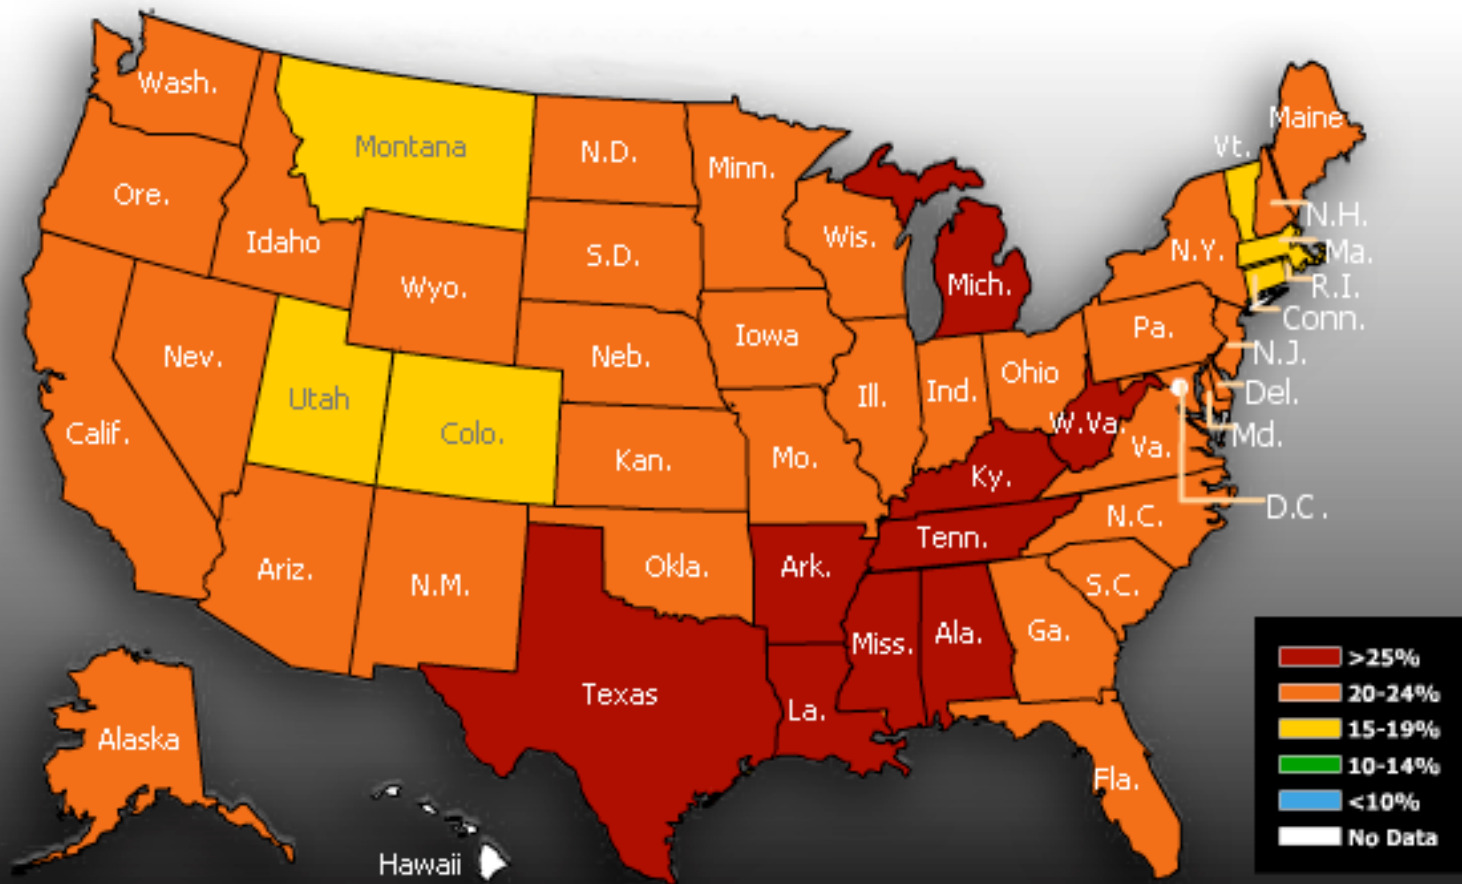 Wash.
Montana
N.D.
Minn.
Maine
Vt.
Ore.
Idaho
Wyo.
S.D.
Wis.
Mich.
N.Y.
N.H.
Ma.
R.I.
Conn.
N.J.
Del.
Md.
D.C.
Nev.
Utah
Colo.
Neb.
Iowa
Ill.
Ind.
Ohio
Pa.
W.Va.
Va.
Calif.
Kan.
Mo.
Ky.
Tenn.
N.C.
S.C.
Ariz.
N.M.
Okla.
Ark.
Miss.
Ala.
Ga.
Texas
La.
Fla.
Alaska
Hawaii
>25%
20-24%
15-19%
10-14%
<10%
No Data